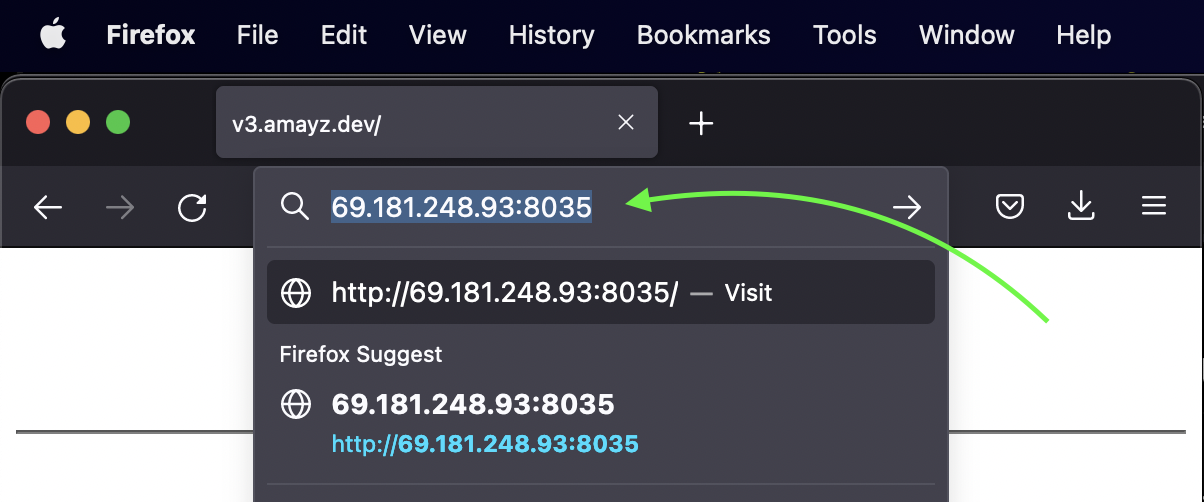 Firefox File Edit View History Bookmarks Tools Window Help
v3.amayz.dev/
69.181.248.93:8035
http://69.181.248.93:8035/ — Visit
Firefox Suggest
69.181.248.93:8035
http://69.181.248.93:8035